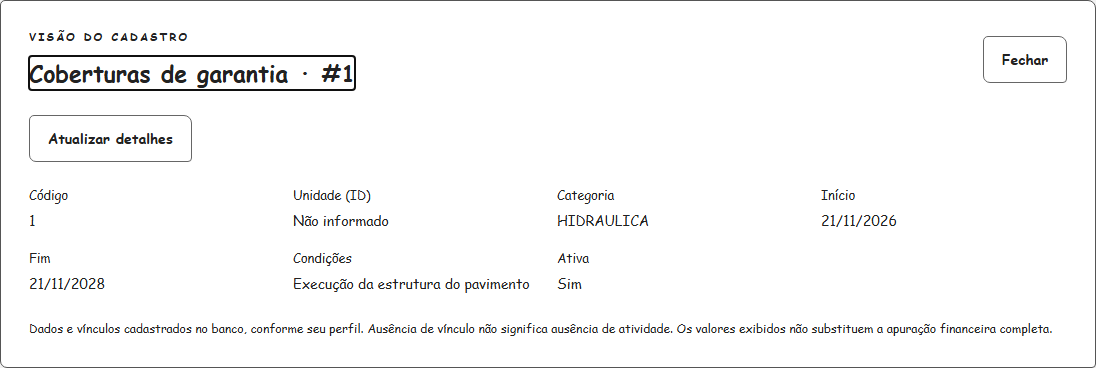 VISÃO DO CADASTRO
Coberturas de garantia · #1
Fechar
Atualizar detalhes
Código
1
Unidade (ID)
Não informado
Categoria
HIDRAULICA
Início
21/11/2026
Fim
21/11/2028
Condições
Execução da estrutura do pavimento
Ativa
Sim
Dados e vínculos cadastrados no banco, conforme seu perfil. Ausência de vínculo não significa ausência de atividade. Os valores exibidos não substituem a apuração financeira completa.